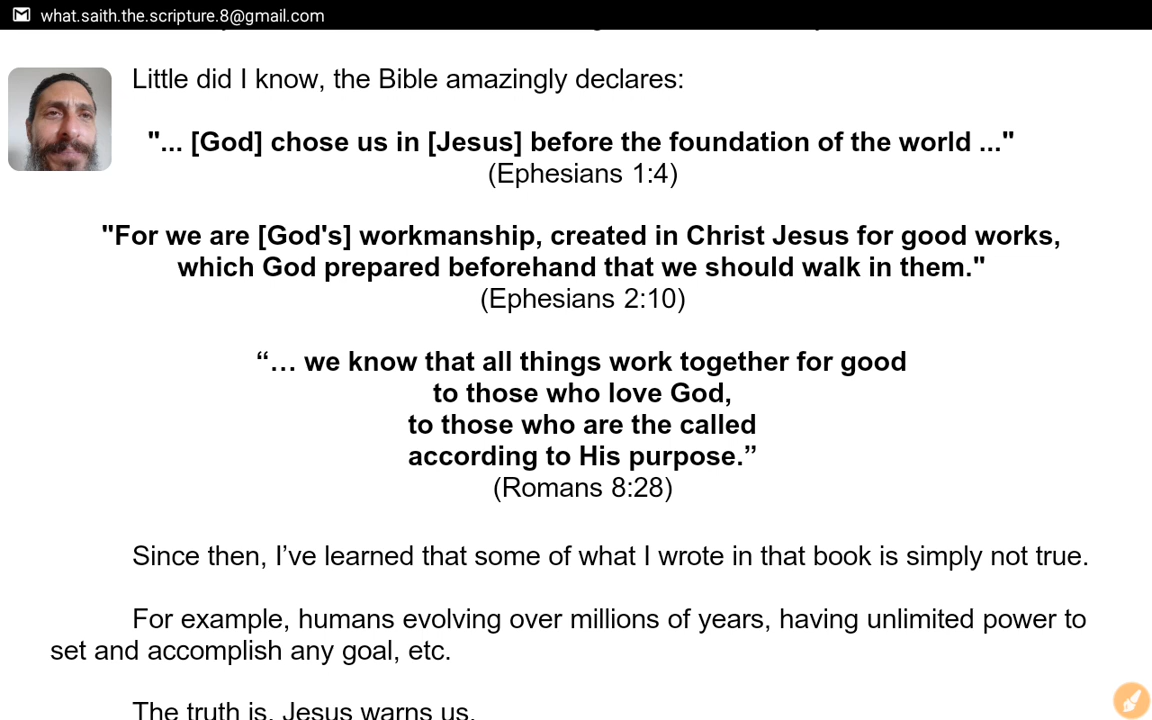 what.saith.the.scripture.8@gmail.com
Little did I know, the Bible amazingly declares:
"... [God] chose us in [Jesus] before the foundation of the world ..."
(Ephesians 1:4)
"For we are [God's] workmanship, created in Christ Jesus for good works,
which God prepared beforehand that we should walk in them."
(Ephesians 2:10)
“… we know that all things work together for good
to those who love God,
to those who are the called
according to His purpose.”
(Romans 8:28)
Since then, I’ve learned that some of what I wrote in that book is simply not true.
For example, humans evolving over millions of years, having unlimited power to
set and accomplish any goal, etc.
The truth is, Jesus warns us,